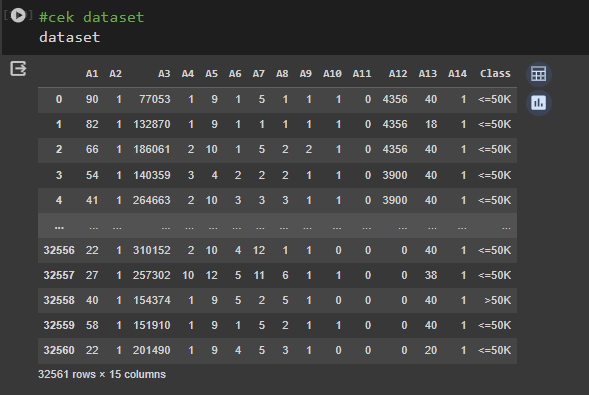 #cek dataset
dataset
A1 A2 A3 A4 A5 A6 A7 A8 A9 A10 A11 A12 A13 A14 Class
0 90 1 77053 1 9 1 5 1 1 1 0 4356 40 1 <=50K
1 82 1 132870 1 9 1 1 1 1 1 0 4356 18 1 <=50K
2 66 1 186061 2 10 1 5 2 2 1 0 4356 40 1 <=50K
3 54 1 140359 3 4 2 2 2 1 1 0 3900 40 1 <=50K
4 41 1 264663 2 10 3 3 3 1 1 0 3900 40 1 <=50K
... ... ... ... ... ... ... ... ... ... ... ... ... ... ... ...
32556 22 1 310152 2 10 4 12 1 1 0 0 0 40 1 <=50K
32557 27 1 257302 10 12 5 11 6 1 1 0 0 38 1 <=50K
32558 40 1 154374 1 9 5 2 5 1 0 0 0 40 1 >50K
32559 58 1 151910 1 9 1 5 2 1 1 0 0 40 1 <=50K
32560 22 1 201490 1 9 4 5 3 1 0 0 0 20 1 <=50K
32561 rows × 15 columns